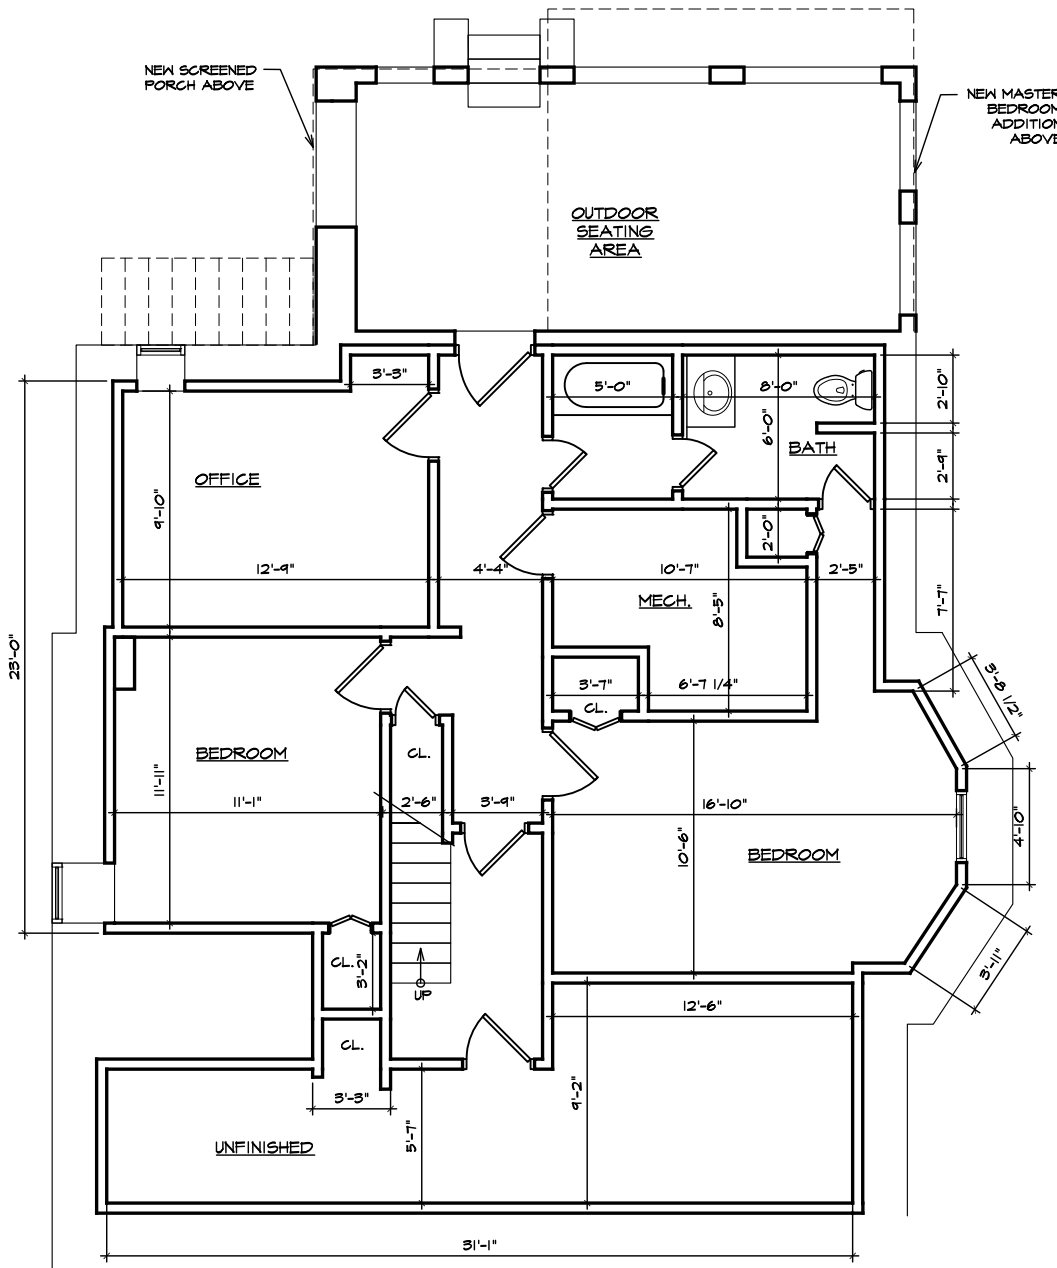 NEW SCREENED
PORCH ABOVE
NEW MASTER
BEDROOM
ADDITION
ABOVE
OUTDOOR
SEATING
AREA
3'-3"
5'-0"
8'-0"
2'-10"
6'-0"
BATH
2'-9"
OFFICE
9'-10"
2'-0"
12'-9"
4'-4"
10'-7"
2'-5"
MECH.
8'-5"
7'-7"
23'-0"
3'-7"
6'-7 1/4"
3'-8 1/2"
CL.
BEDROOM
CL.
11'-11"
11'-1"
2'-6"
3'-9"
16'-10"
4'-10"
10'-6"
BEDROOM
CL.
3'-2"
3'-11"
UP
12'-6"
CL.
9'-2"
3'-3"
5'-7"
UNFINISHED
31'-1"